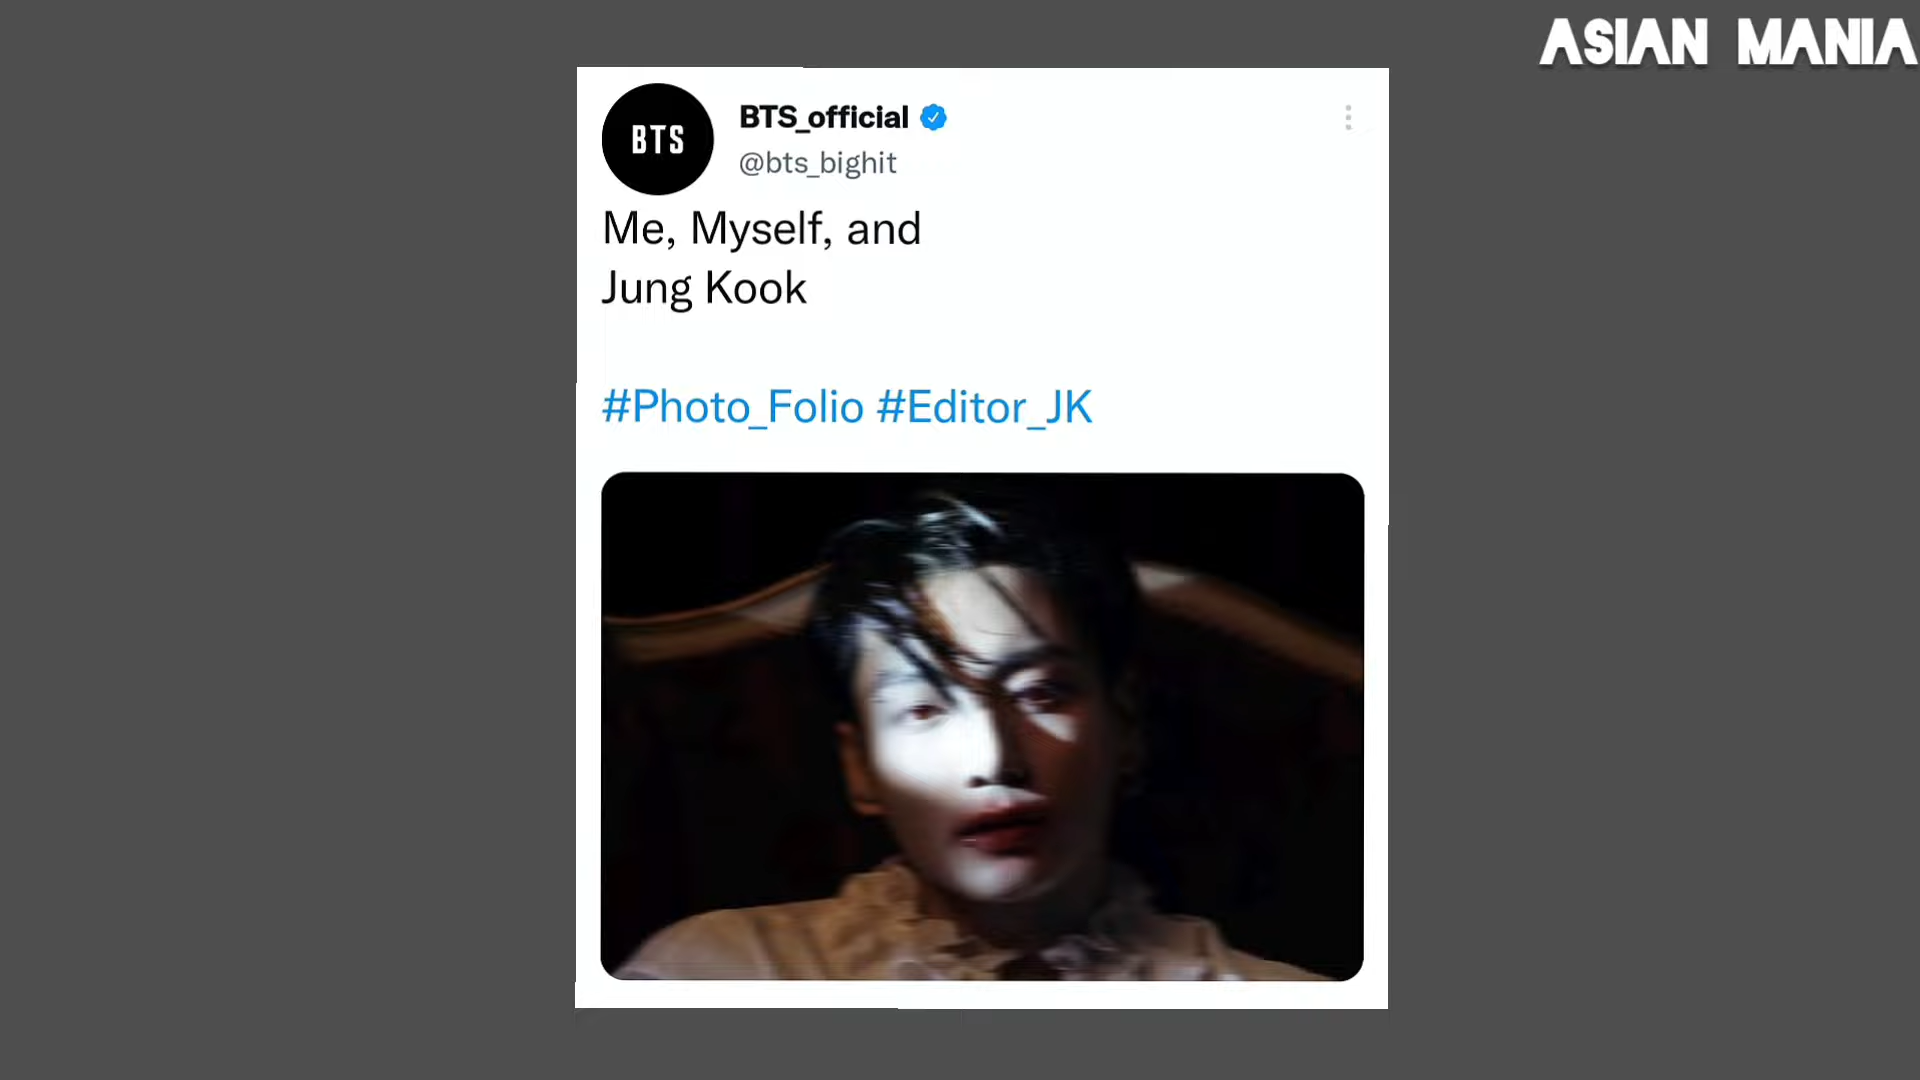 ASIAN MANIA
BTS
BTS_official
@bts_bighit
Me, Myself, and
Jung Kook
#Photo_Folio #Editor_JK